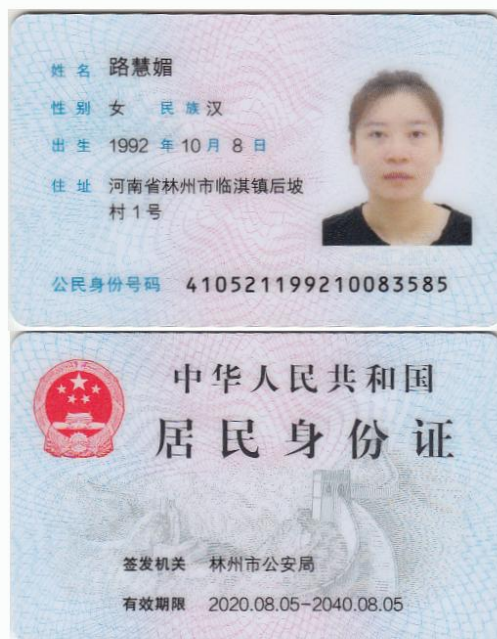 姓名 路慧媚
性别 女 民族 汉
出生 1992 年 10 月 8 日
住址 河南省林州市临淇镇后坡
村1号
公民身份号码 410521199210083585
中华人民共和国
居民身份证
签发机关 林州市公安局
有效期限 2020.08.05-2040.08.05